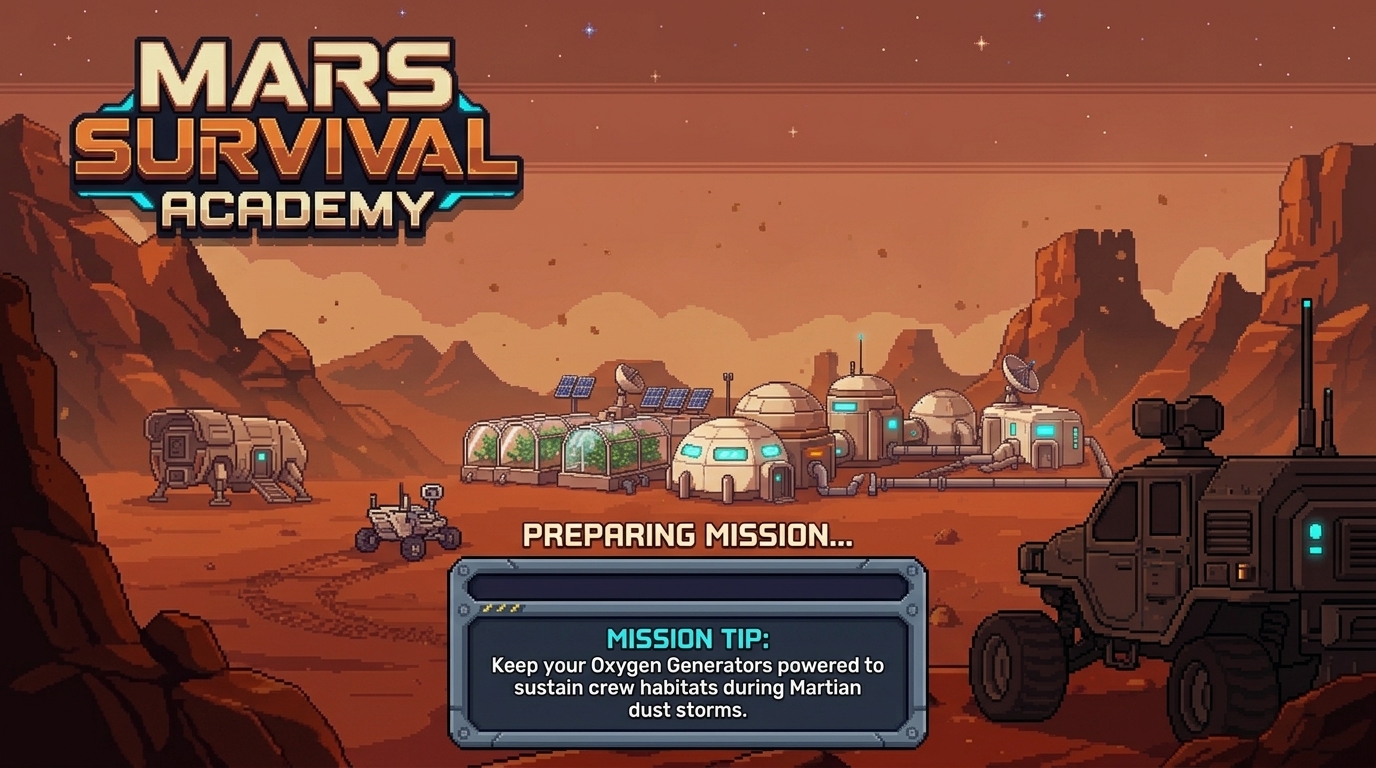 MARS
SURVIVAL
ACADEMY
PREPARING MISSION...
MISSION TIP:
Keep your Oxygen Generators powered to
sustain crew habitats during Martian
dust storms.